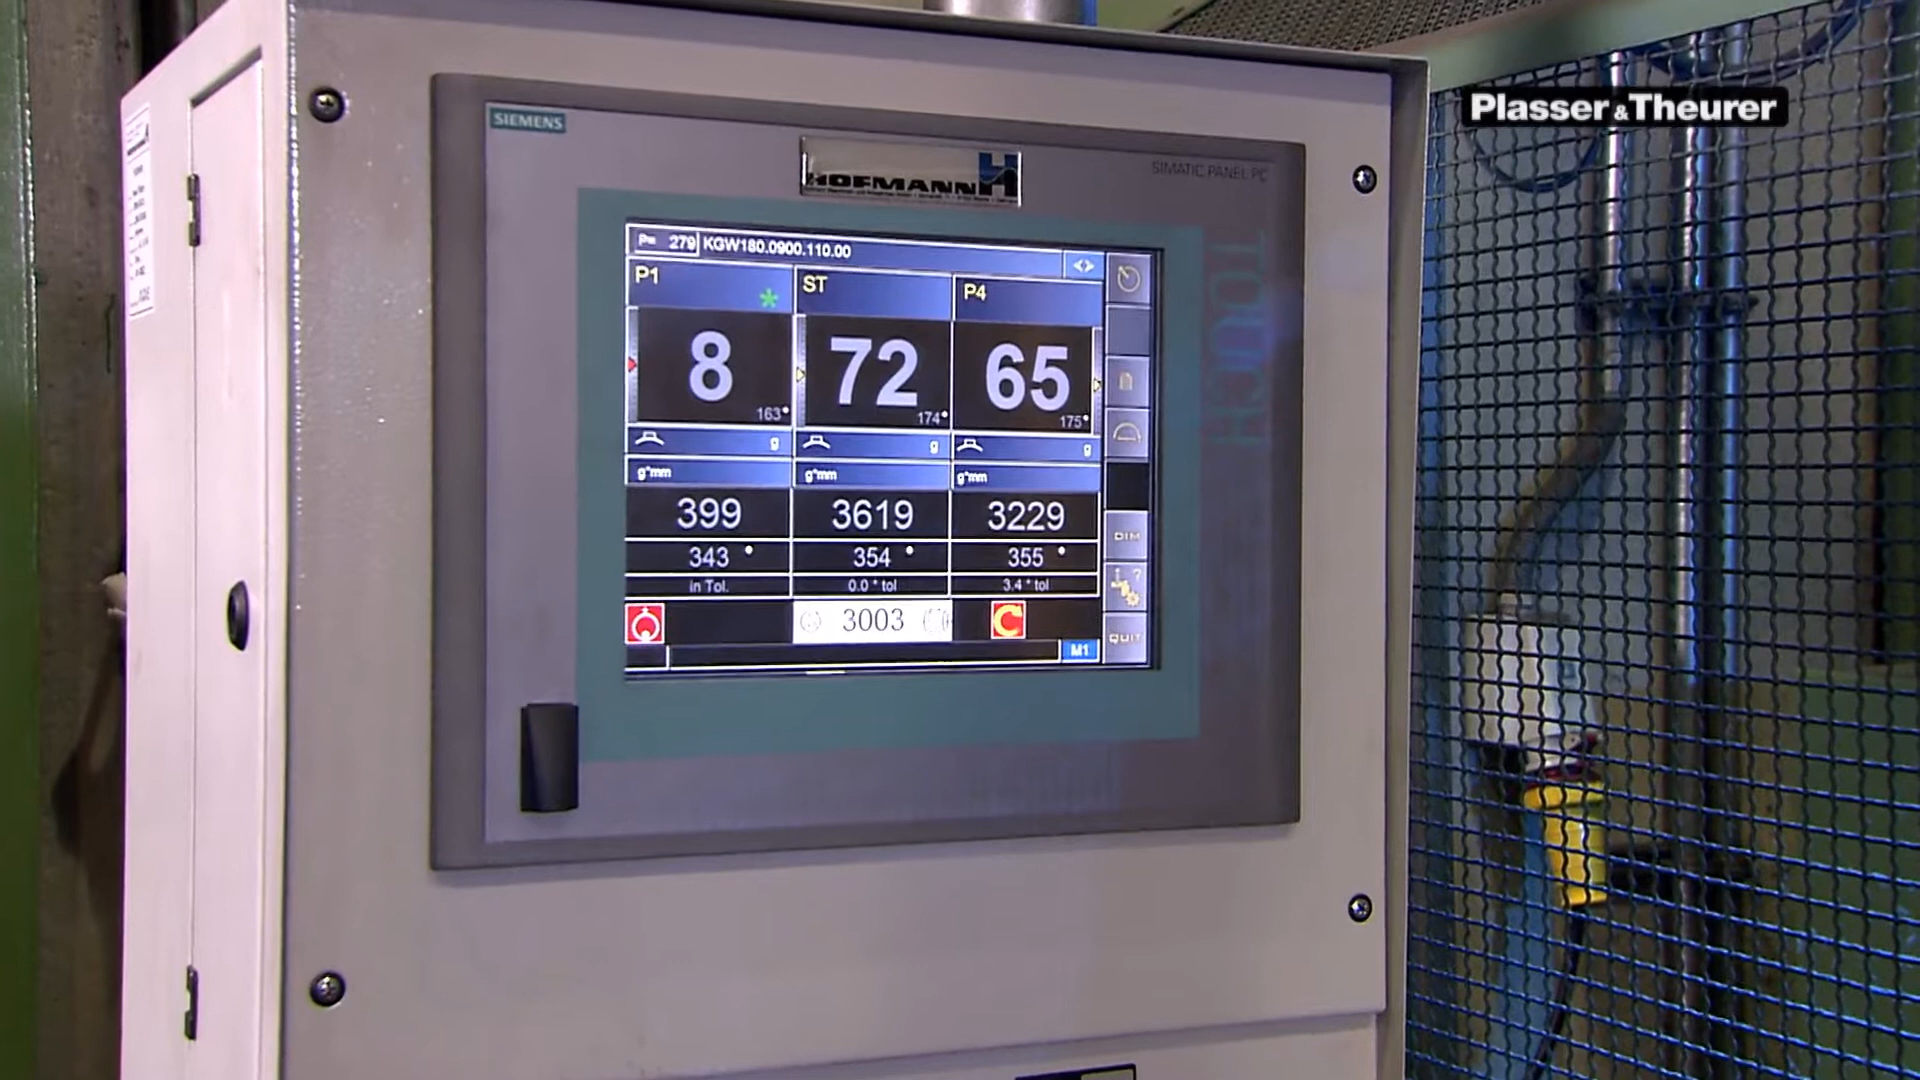 Plasser&Theurer
SIEMENS
HOFMANN
SIMATIC PANEL PC
TOUCH
P= 279 KGW180.0900.110.00
<>
P1 * ST P4
8 72 65
163° 174° 175°
g g g
g*mm g*mm g*mm
399 3619 3229
343 ° 354 ° 355 °
in Tol. 0.0 * tol 3.4 * tol
3003
M1
DIM
?
QUIT